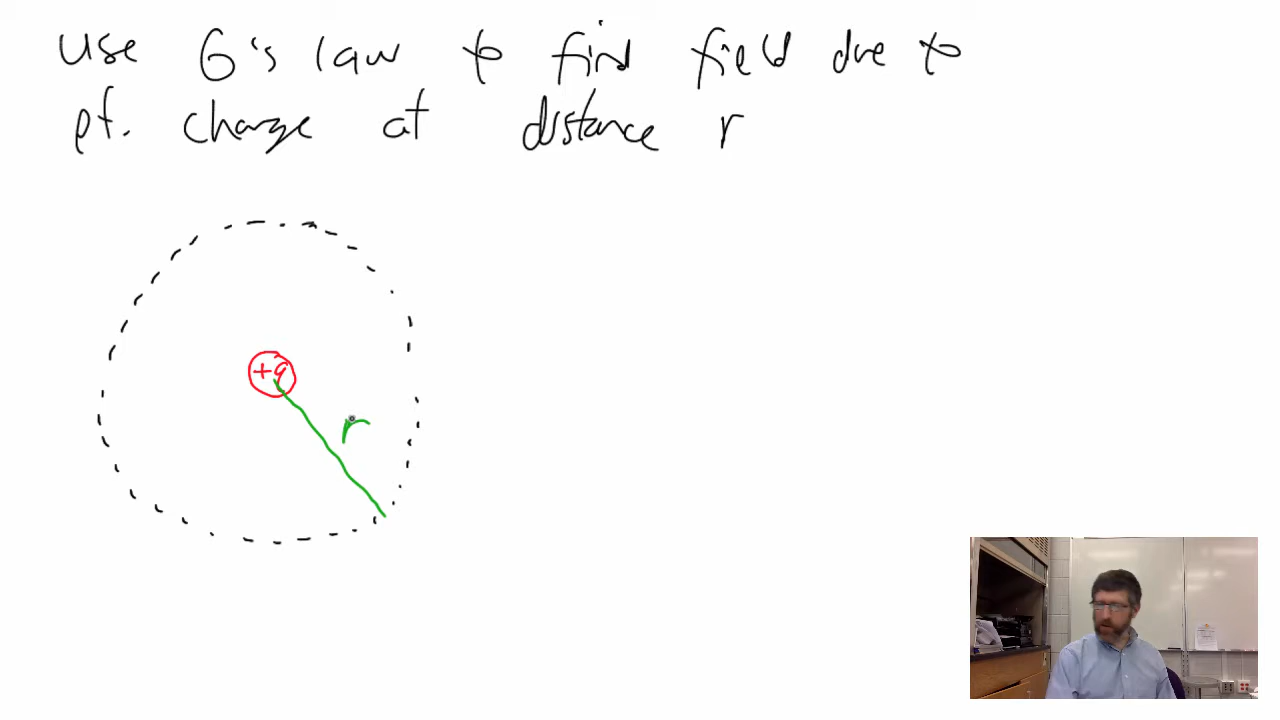 use G's law to find field due to
pt. charge at distance r
+q
r